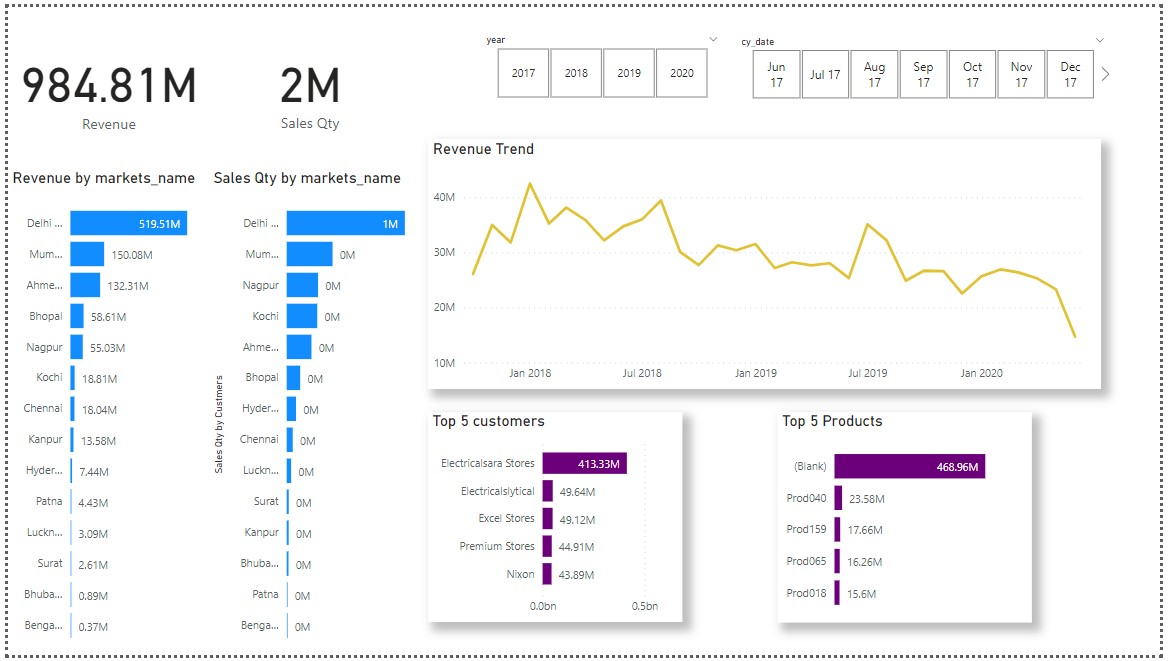 984.81M
Revenue
2M
Sales Qty
year
2017
2018
2019
2020
cy_date
Jun
17
Jul 17
Aug
17
Sep
17
Oct
17
Nov
17
Dec
17
Revenue by markets_name
Delhi ...
519.51M
Mum...
150.08M
Ahme...
132.31M
Bhopal
58.61M
Nagpur
55.03M
Kochi
18.81M
Chennai
18.04M
Kanpur
13.58M
Hyder...
7.44M
Patna
4.43M
Luckn...
3.09M
Surat
2.61M
Bhuba...
0.89M
Benga...
0.37M
Sales Qty by markets_name
Sales Qty by Custmers
Delhi ...
1M
Mum...
0M
Nagpur
0M
Kochi
0M
Ahme...
0M
Bhopal
0M
Hyder...
0M
Chennai
0M
Luckn...
0M
Surat
0M
Kanpur
0M
Bhuba...
0M
Patna
0M
Benga...
0M
Revenue Trend
40M
30M
20M
10M
Jan 2018
Jul 2018
Jan 2019
Jul 2019
Jan 2020
Top 5 customers
Electricalsara Stores
413.33M
Electricalslytical
49.64M
Excel Stores
49.12M
Premium Stores
44.91M
Nixon
43.89M
0.0bn
0.5bn
Top 5 Products
(Blank)
468.96M
Prod040
23.58M
Prod159
17.66M
Prod065
16.26M
Prod018
15.6M